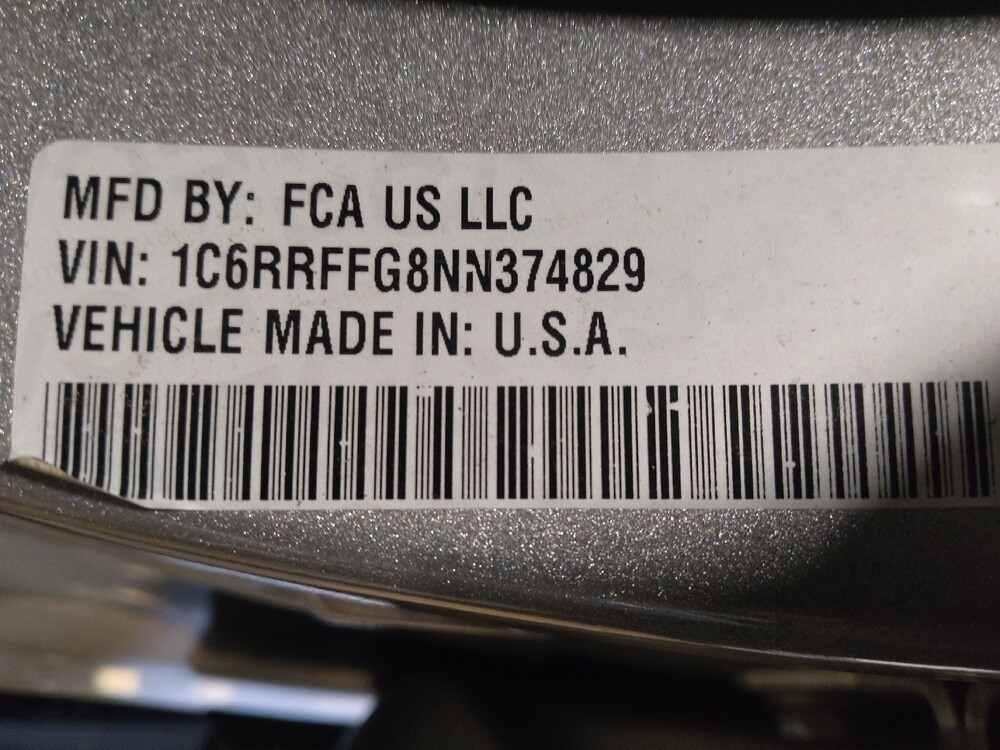 MFD BY: FCA US LLC
VIN: 1C6RRFFG8NN374829
VEHICLE MADE IN: U.S.A.